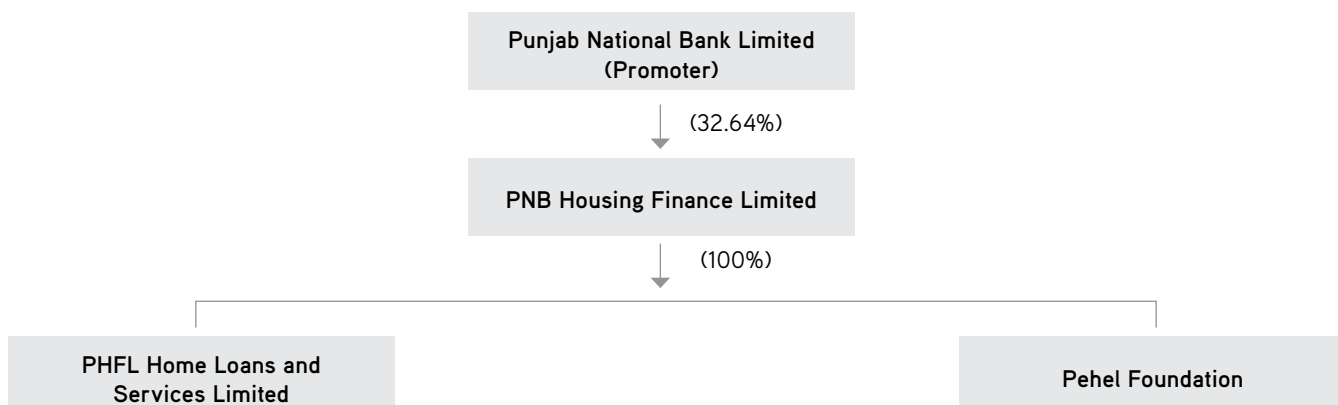 Punjab National Bank Limited
(Promoter)
(32.64%)
PNB Housing Finance Limited
(100%)
PHFL Home Loans and
Services Limited
Pehel Foundation